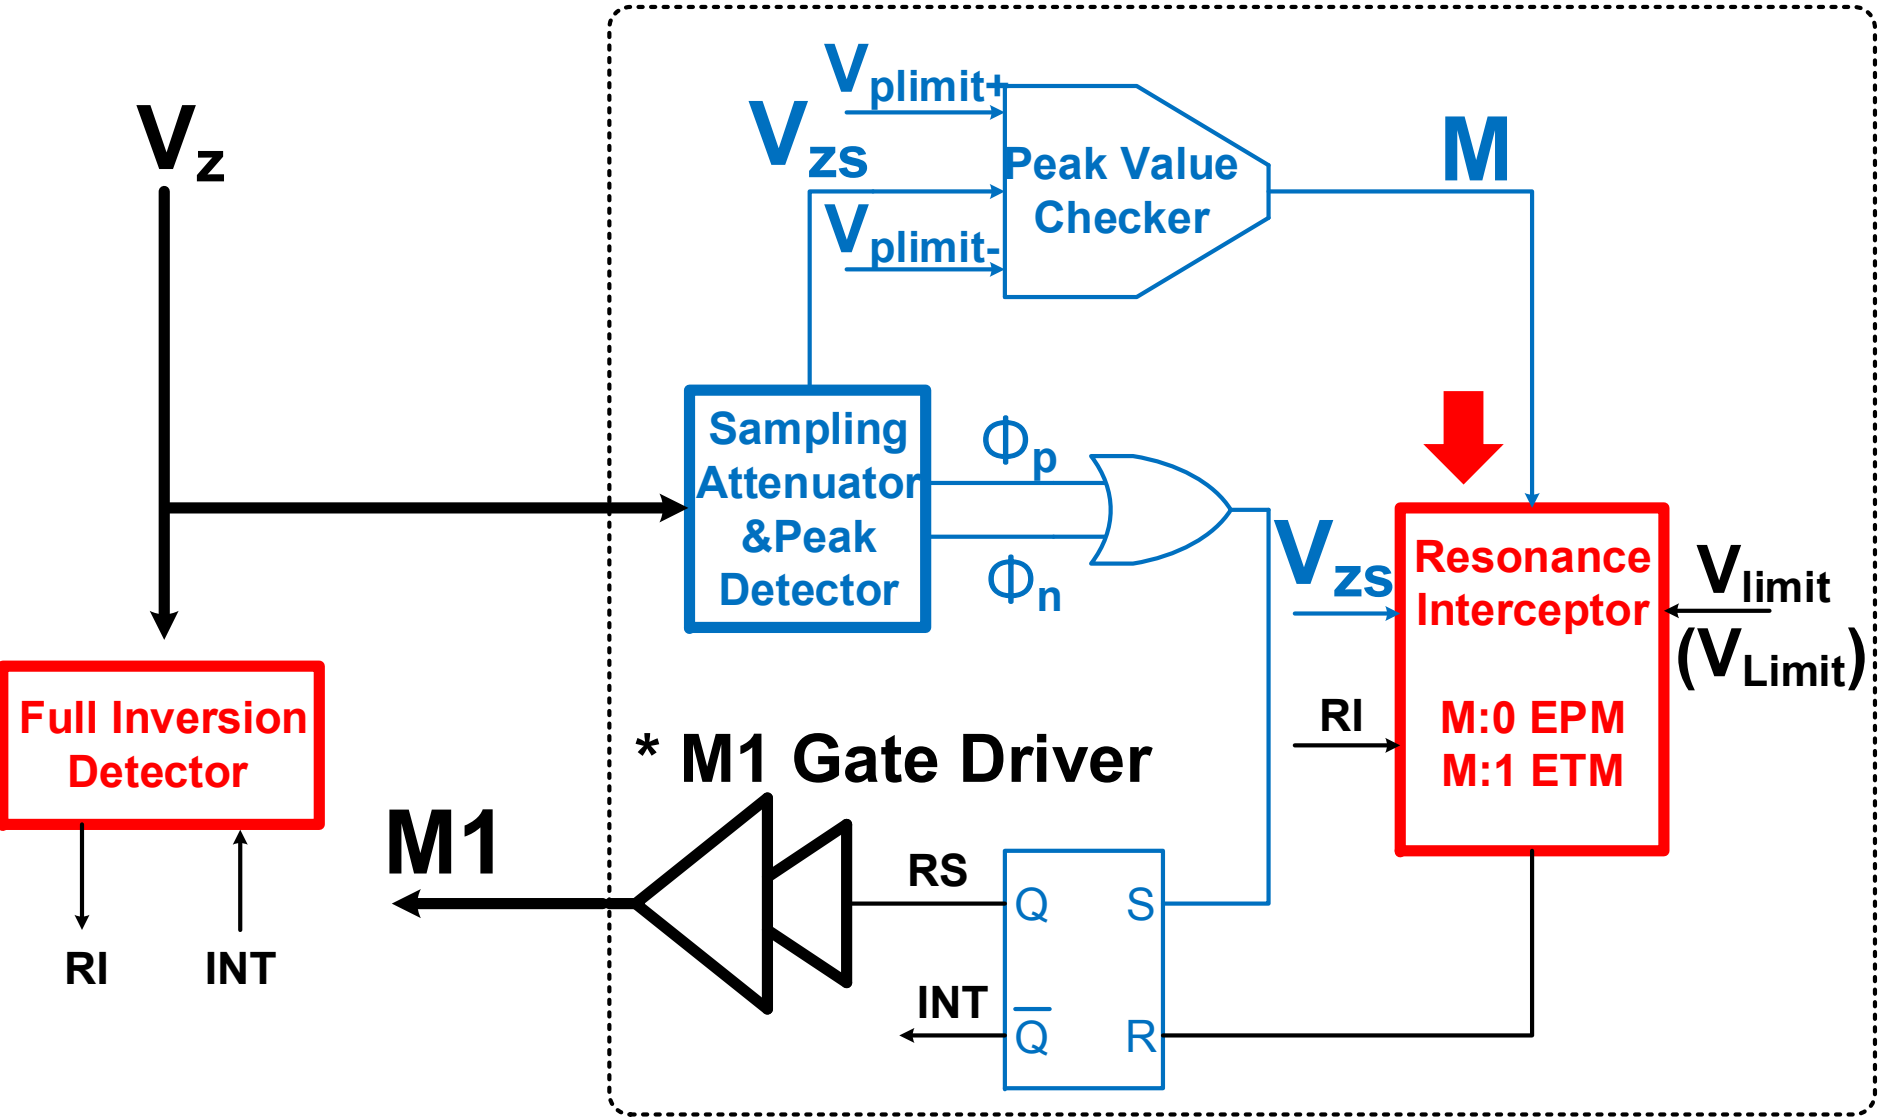 Vplimit+
Vz
Vzs
Peak Value
Checker
M
Vplimit-
Sampling
Attenuator
&Peak
Detector
Φp
Φn
Vzs
Resonance
Interceptor
Vlimit
(VLimit)
RI
M:0 EPM
M:1 ETM
Full Inversion
Detector
* M1 Gate Driver
M1
RS
Q
S
RI
INT
INT
Q̅
R